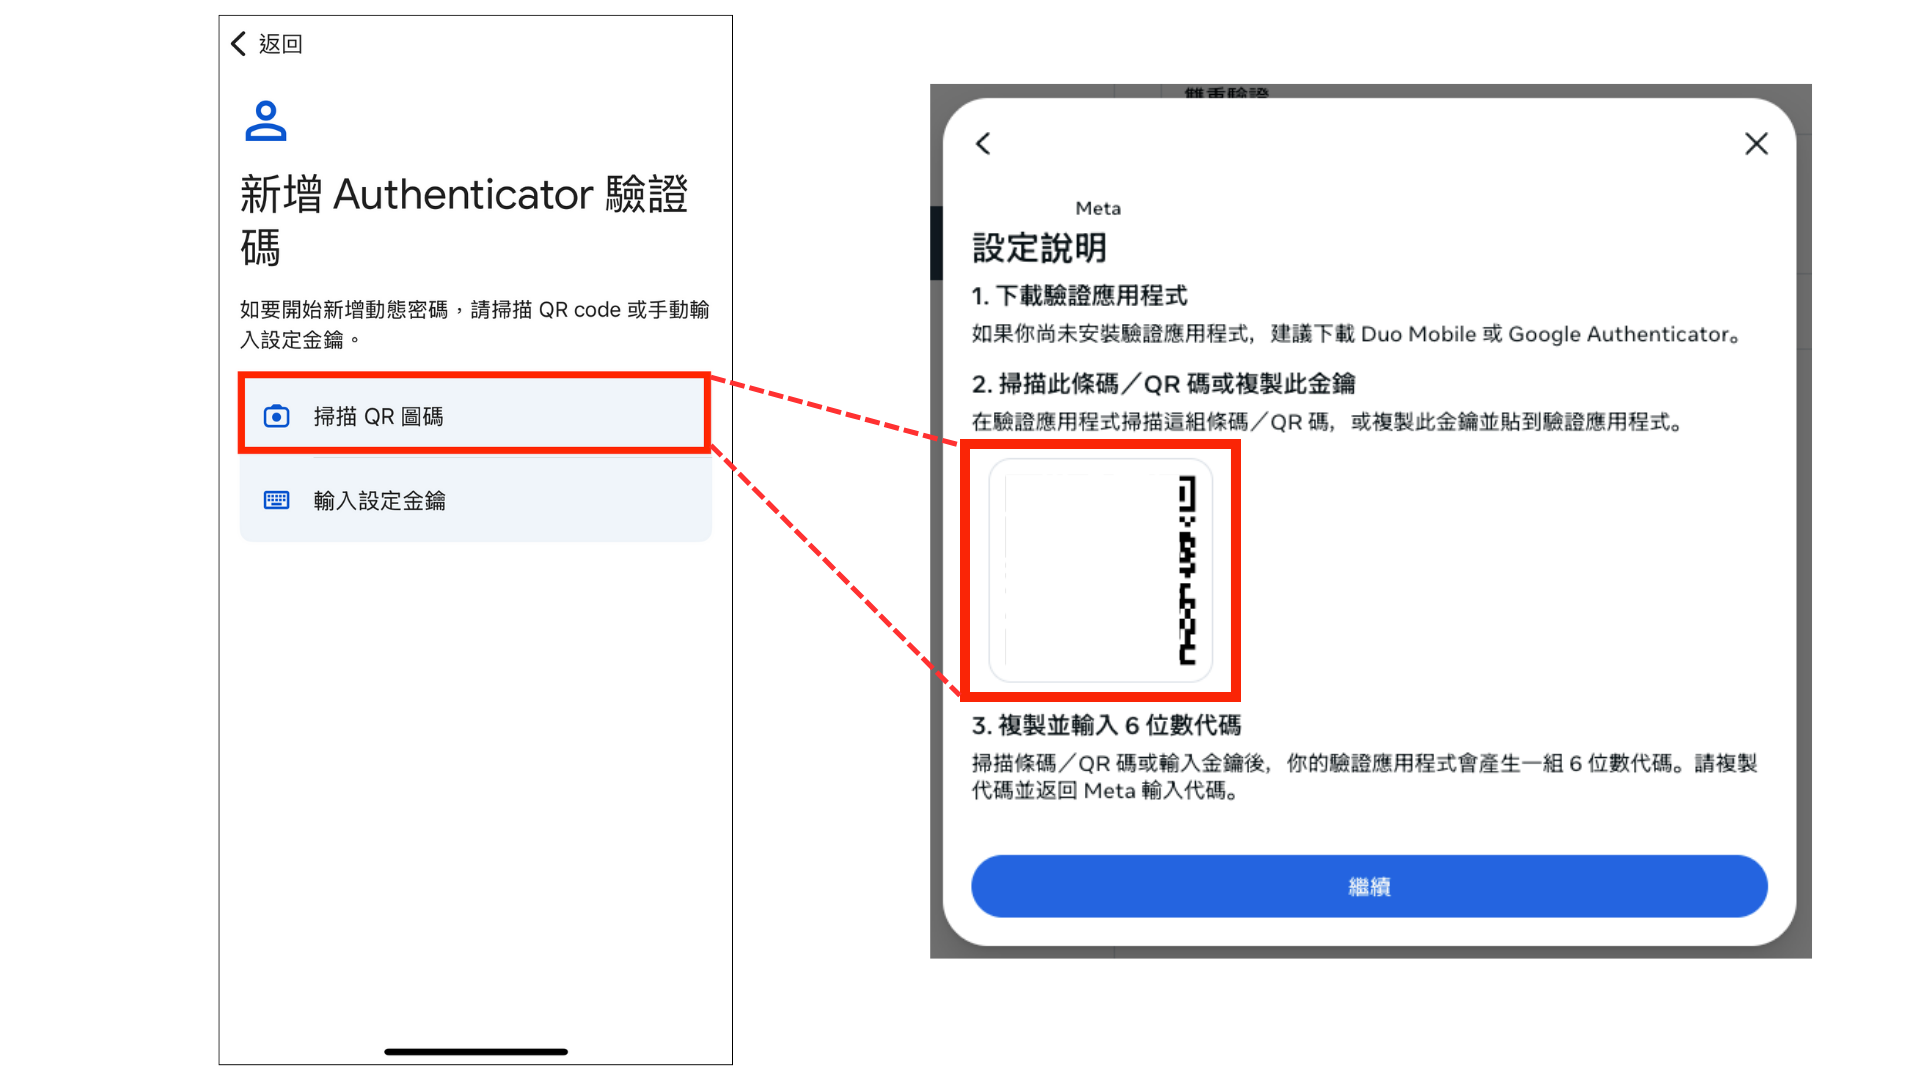 返回
新增 Authenticator 驗證
碼
如要開始新增動態密碼，請掃描 QR code 或手動輸
入設定金鑰。
掃描 QR 圖碼
輸入設定金鑰
雙重驗證
Meta
設定說明
1. 下載驗證應用程式
如果你尚未安裝驗證應用程式，建議下載 Duo Mobile 或 Google Authenticator。
2. 掃描此條碼／QR 碼或複製此金鑰
在驗證應用程式掃描這組條碼／QR 碼，或複製此金鑰並貼到驗證應用程式。
3. 複製並輸入 6 位數代碼
掃描條碼／QR 碼或輸入金鑰後，你的驗證應用程式會產生一組 6 位數代碼。請複製
代碼並返回 Meta 輸入代碼。
繼續